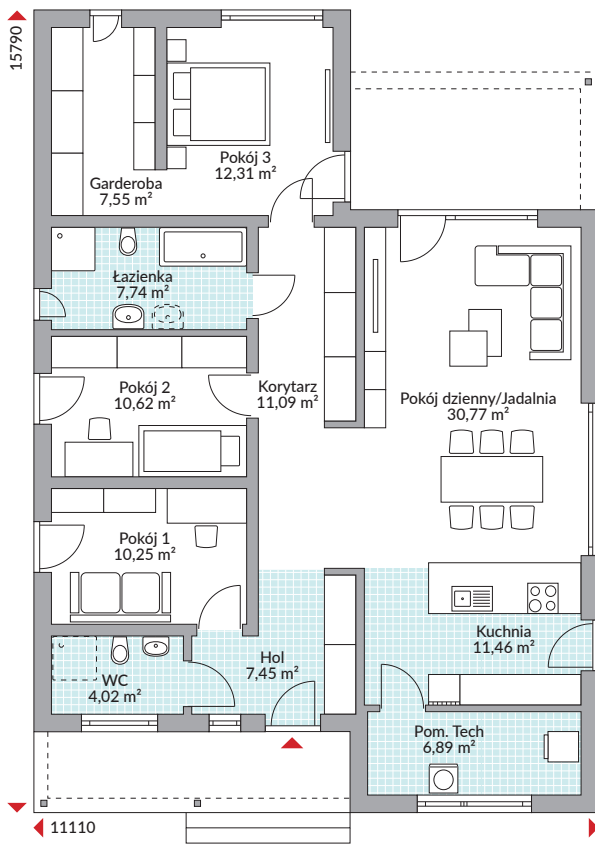 15790
Pokój 3
12,31 m²
Garderoba
7,55 m²
Łazienka
7,74 m²
Pokój 2
10,62 m²
Korytarz
11,09 m²
Pokój dzienny/Jadalnia
30,77 m²
Pokój 1
10,25 m²
Kuchnia
11,46 m²
Hol
7,45 m²
WC
4,02 m²
Pom. Tech
6,89 m²
11110